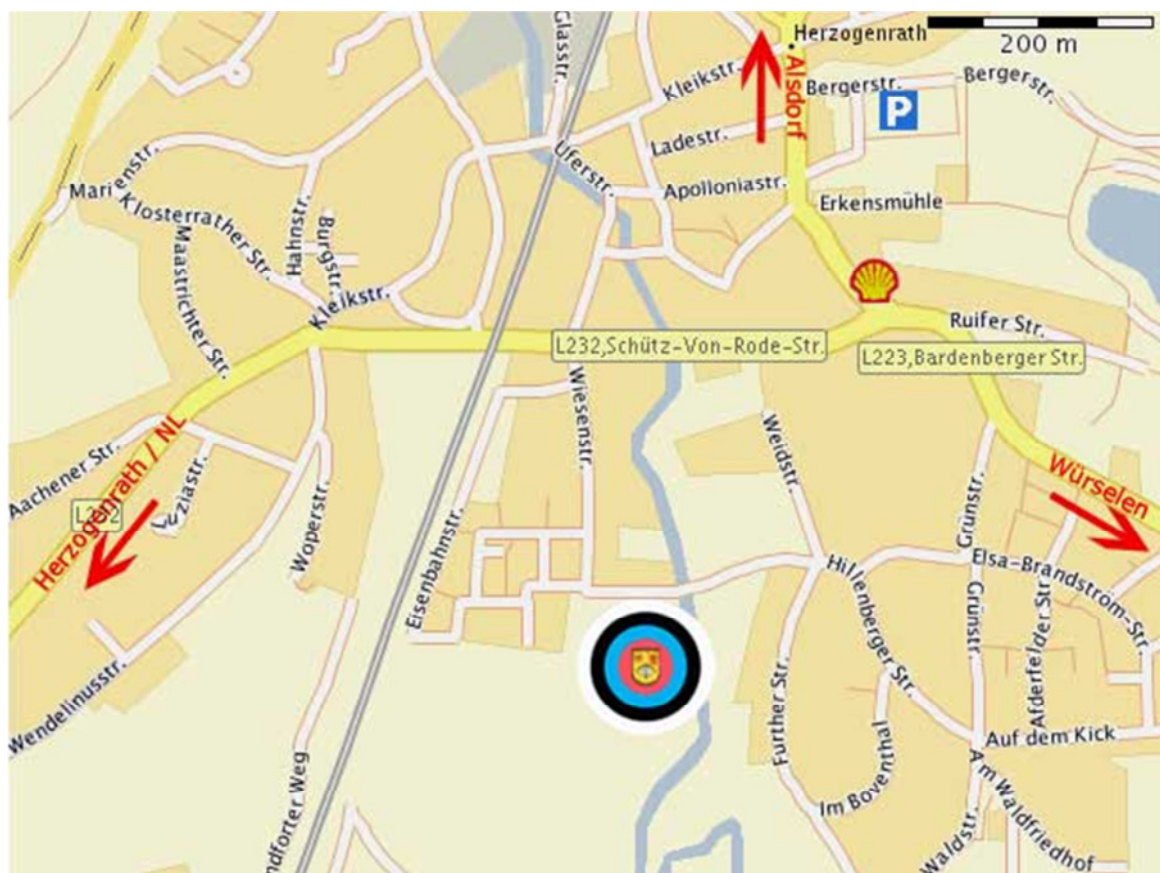 Glasstr.
Herzogenrath
200 m
Kleikstr.
Alsdorf
Bergerstr.
Bergerstr.
P
Ladestr.
Uferstr.
Marienstr.
Apolloniastr.
Erkensmühle
Klosterrather Str.
Hahnstr.
Burgstr.
Maastrichter Str.
Kleikstr.
Ruifer Str.
L232,Schütz-Von-Rode-Str.
L223,Bardenberger Str.
Wiesenstr.
Weidstr.
Aachener Str.
Herzogenrath / NL
Luziastr.
Würselen
Grünstr.
Woperstr.
Eisenbahnstr.
Hillenberger Str.
Elsa-Brandström-Str.
Grünstr.
Afderfelder Str.
Wendelinusstr.
Further Str.
Auf dem Kick
Im Boventhal
Am Waldfriedhof
Waldstr.
ndforter Weg